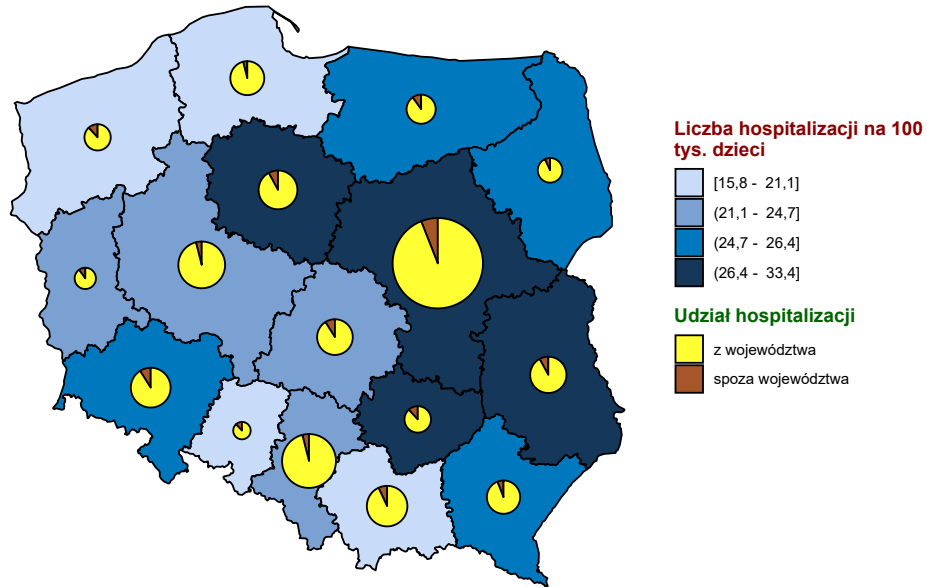 Liczba hospitalizacji na 100
tys. dzieci
[15,8 - 21,1]
(21,1 - 24,7]
(24,7 - 26,4]
(26,4 - 33,4]
Udział hospitalizacji
z województwa
spoza województwa